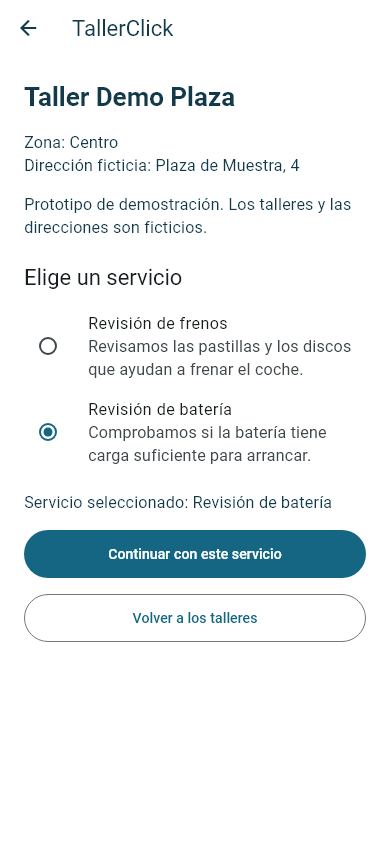 TallerClick
Taller Demo Plaza
Zona: Centro
Dirección ficticia: Plaza de Muestra, 4
Prototipo de demostración. Los talleres y las
direcciones son ficticios.
Elige un servicio
Revisión de frenos
Revisamos las pastillas y los discos
que ayudan a frenar el coche.
Revisión de batería
Comprobamos si la batería tiene
carga suficiente para arrancar.
Servicio seleccionado: Revisión de batería
Continuar con este servicio
Volver a los talleres